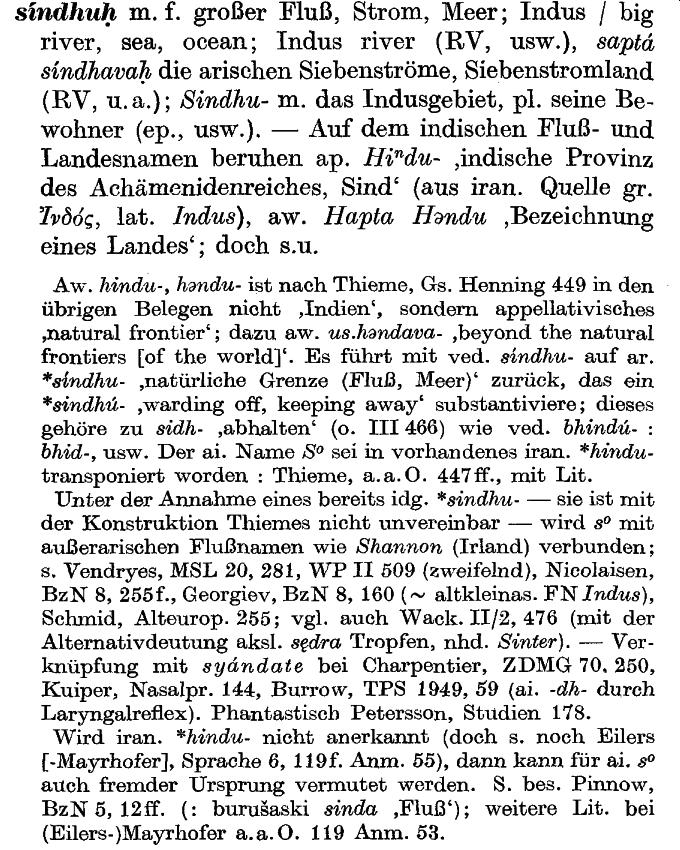 síndhuḥ m. f. großer Fluß, Strom, Meer; Indus / big
river, sea, ocean; Indus river (RV, usw.), saptá
síndhavaḥ die arischen Siebenströme, Siebenstromland
(RV, u. a.); Sindhu- m. das Indusgebiet, pl. seine Be-
wohner (ep., usw.). — Auf dem indischen Fluß- und
Landesnamen beruhen ap. Hiⁿdu- ‚indische Provinz
des Achämenidenreiches, Sind‘ (aus iran. Quelle gr.
Ἰνδός, lat. Indus), aw. Hapta Həndu ‚Bezeichnung
eines Landes‘; doch s.u.
Aw. hindu-, həndu- ist nach Thieme, Gs. Henning 449 in den
übrigen Belegen nicht ‚Indien‘, sondern appellativisches
‚natural frontier‘; dazu aw. us.həndava- ‚beyond the natural
frontiers [of the world]‘. Es führt mit ved. síndhu- auf ar.
*síndhu- ‚natürliche Grenze (Fluß, Meer)‘ zurück, das ein
*sindhú- ‚warding off, keeping away‘ substantiviere; dieses
gehöre zu sidh- ‚abhalten‘ (o. III 466) wie ved. bhindú- :
bhid-, usw. Der ai. Name S⁰ sei in vorhandenes iran. *hindu-
transponiert worden : Thieme, a. a. O. 447 ff., mit Lit.
Unter der Annahme eines bereits idg. *sindhu- — sie ist mit
der Konstruktion Thiemes nicht unvereinbar — wird s⁰ mit
außerarischen Flußnamen wie Shannon (Irland) verbunden;
s. Vendryes, MSL 20, 281, WP II 509 (zweifelnd), Nicolaisen,
BzN 8, 255f., Georgiev, BzN 8, 160 (~ altkleinas. FN Indus),
Schmid, Alteurop. 255; vgl. auch Wack. II/2, 476 (mit der
Alternativdeutung aksl. sędra Tropfen, nhd. Sinter). — Ver-
knüpfung mit syándate bei Charpentier, ZDMG 70, 250,
Kuiper, Nasalpr. 144, Burrow, TPS 1949, 59 (ai. -dh- durch
Laryngalreflex). Phantastisch Petersson, Studien 178.
Wird iran. *hindu- nicht anerkannt (doch s. noch Eilers
[-Mayrhofer], Sprache 6, 119f. Anm. 55), dann kann für ai. s⁰
auch fremder Ursprung vermutet werden. S. bes. Pinnow,
BzN 5, 12ff. (: burušaski sinda ‚Fluß‘); weitere Lit. bei
(Eilers-)Mayrhofer a. a. O. 119 Anm. 53.